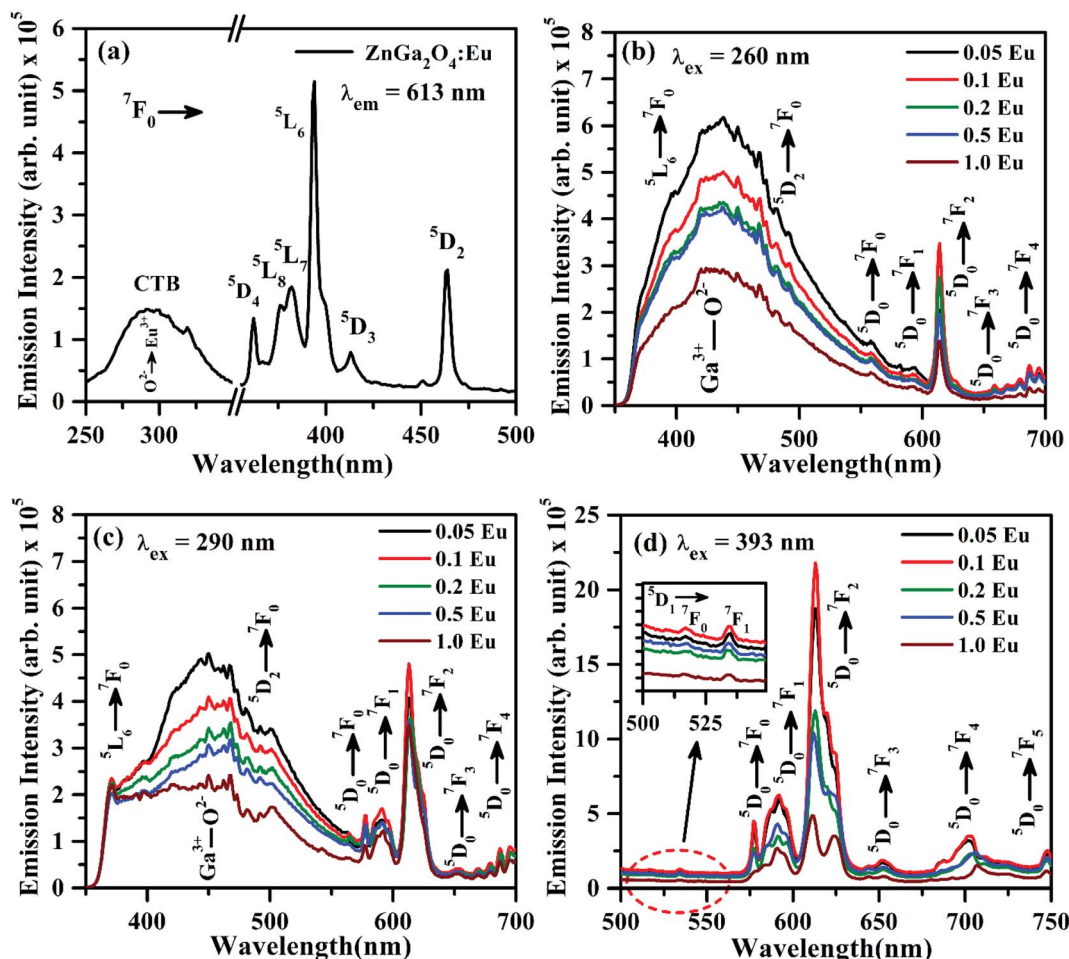 (a)
ZnGa₂O₄:Eu
λem = 613 nm
⁷F₀
⁵L₆
⁵D₂
⁵L₇
⁵L₈
⁵D₄
⁵D₃
CTB
O²⁻ Eu³⁺
Emission Intensity (arb. unit) x 10⁵
0 1 2 3 4 5 6
250 300 400 450 500
Wavelength(nm)
(b)
λex = 260 nm
0.05 Eu
0.1 Eu
0.2 Eu
0.5 Eu
1.0 Eu
⁵L₆ ⁷F₀
⁵D₂ ⁷F₀
⁵D₀ ⁷F₀
⁵D₀ ⁷F₁
⁵D₀ ⁷F₂
⁵D₀ ⁷F₃
⁵D₀ ⁷F₄
Ga³⁺ O²⁻
Emission Intensity (arb. unit) x 10⁵
0 1 2 3 4 5 6 7 8
400 500 600 700
Wavelength(nm)
(c)
λex = 290 nm
0.05 Eu
0.1 Eu
0.2 Eu
0.5 Eu
1.0 Eu
⁵L₆ ⁷F₀
⁵D₂ ⁷F₀
⁵D₀ ⁷F₀
⁵D₀ ⁷F₁
⁵D₀ ⁷F₂
⁵D₀ ⁷F₃
⁵D₀ ⁷F₄
Ga³⁺ O²⁻
Emission Intensity (arb. unit) x 10⁵
0 1 2 3 4 5 6 7 8
400 500 600 700
Wavelength(nm)
(d)
λex = 393 nm
0.05 Eu
0.1 Eu
0.2 Eu
0.5 Eu
1.0 Eu
⁵D₁
⁷F₀ ⁷F₁
500 525
⁵D₀ ⁷F₀
⁵D₀ ⁷F₁
⁵D₀ ⁷F₂
⁵D₀ ⁷F₃
⁵D₀ ⁷F₄
⁵D₀ ⁷F₅
Emission Intensity (arb. unit) x 10⁵
0 5 10 15 20 25
500 550 600 650 700 750
Wavelength(nm)